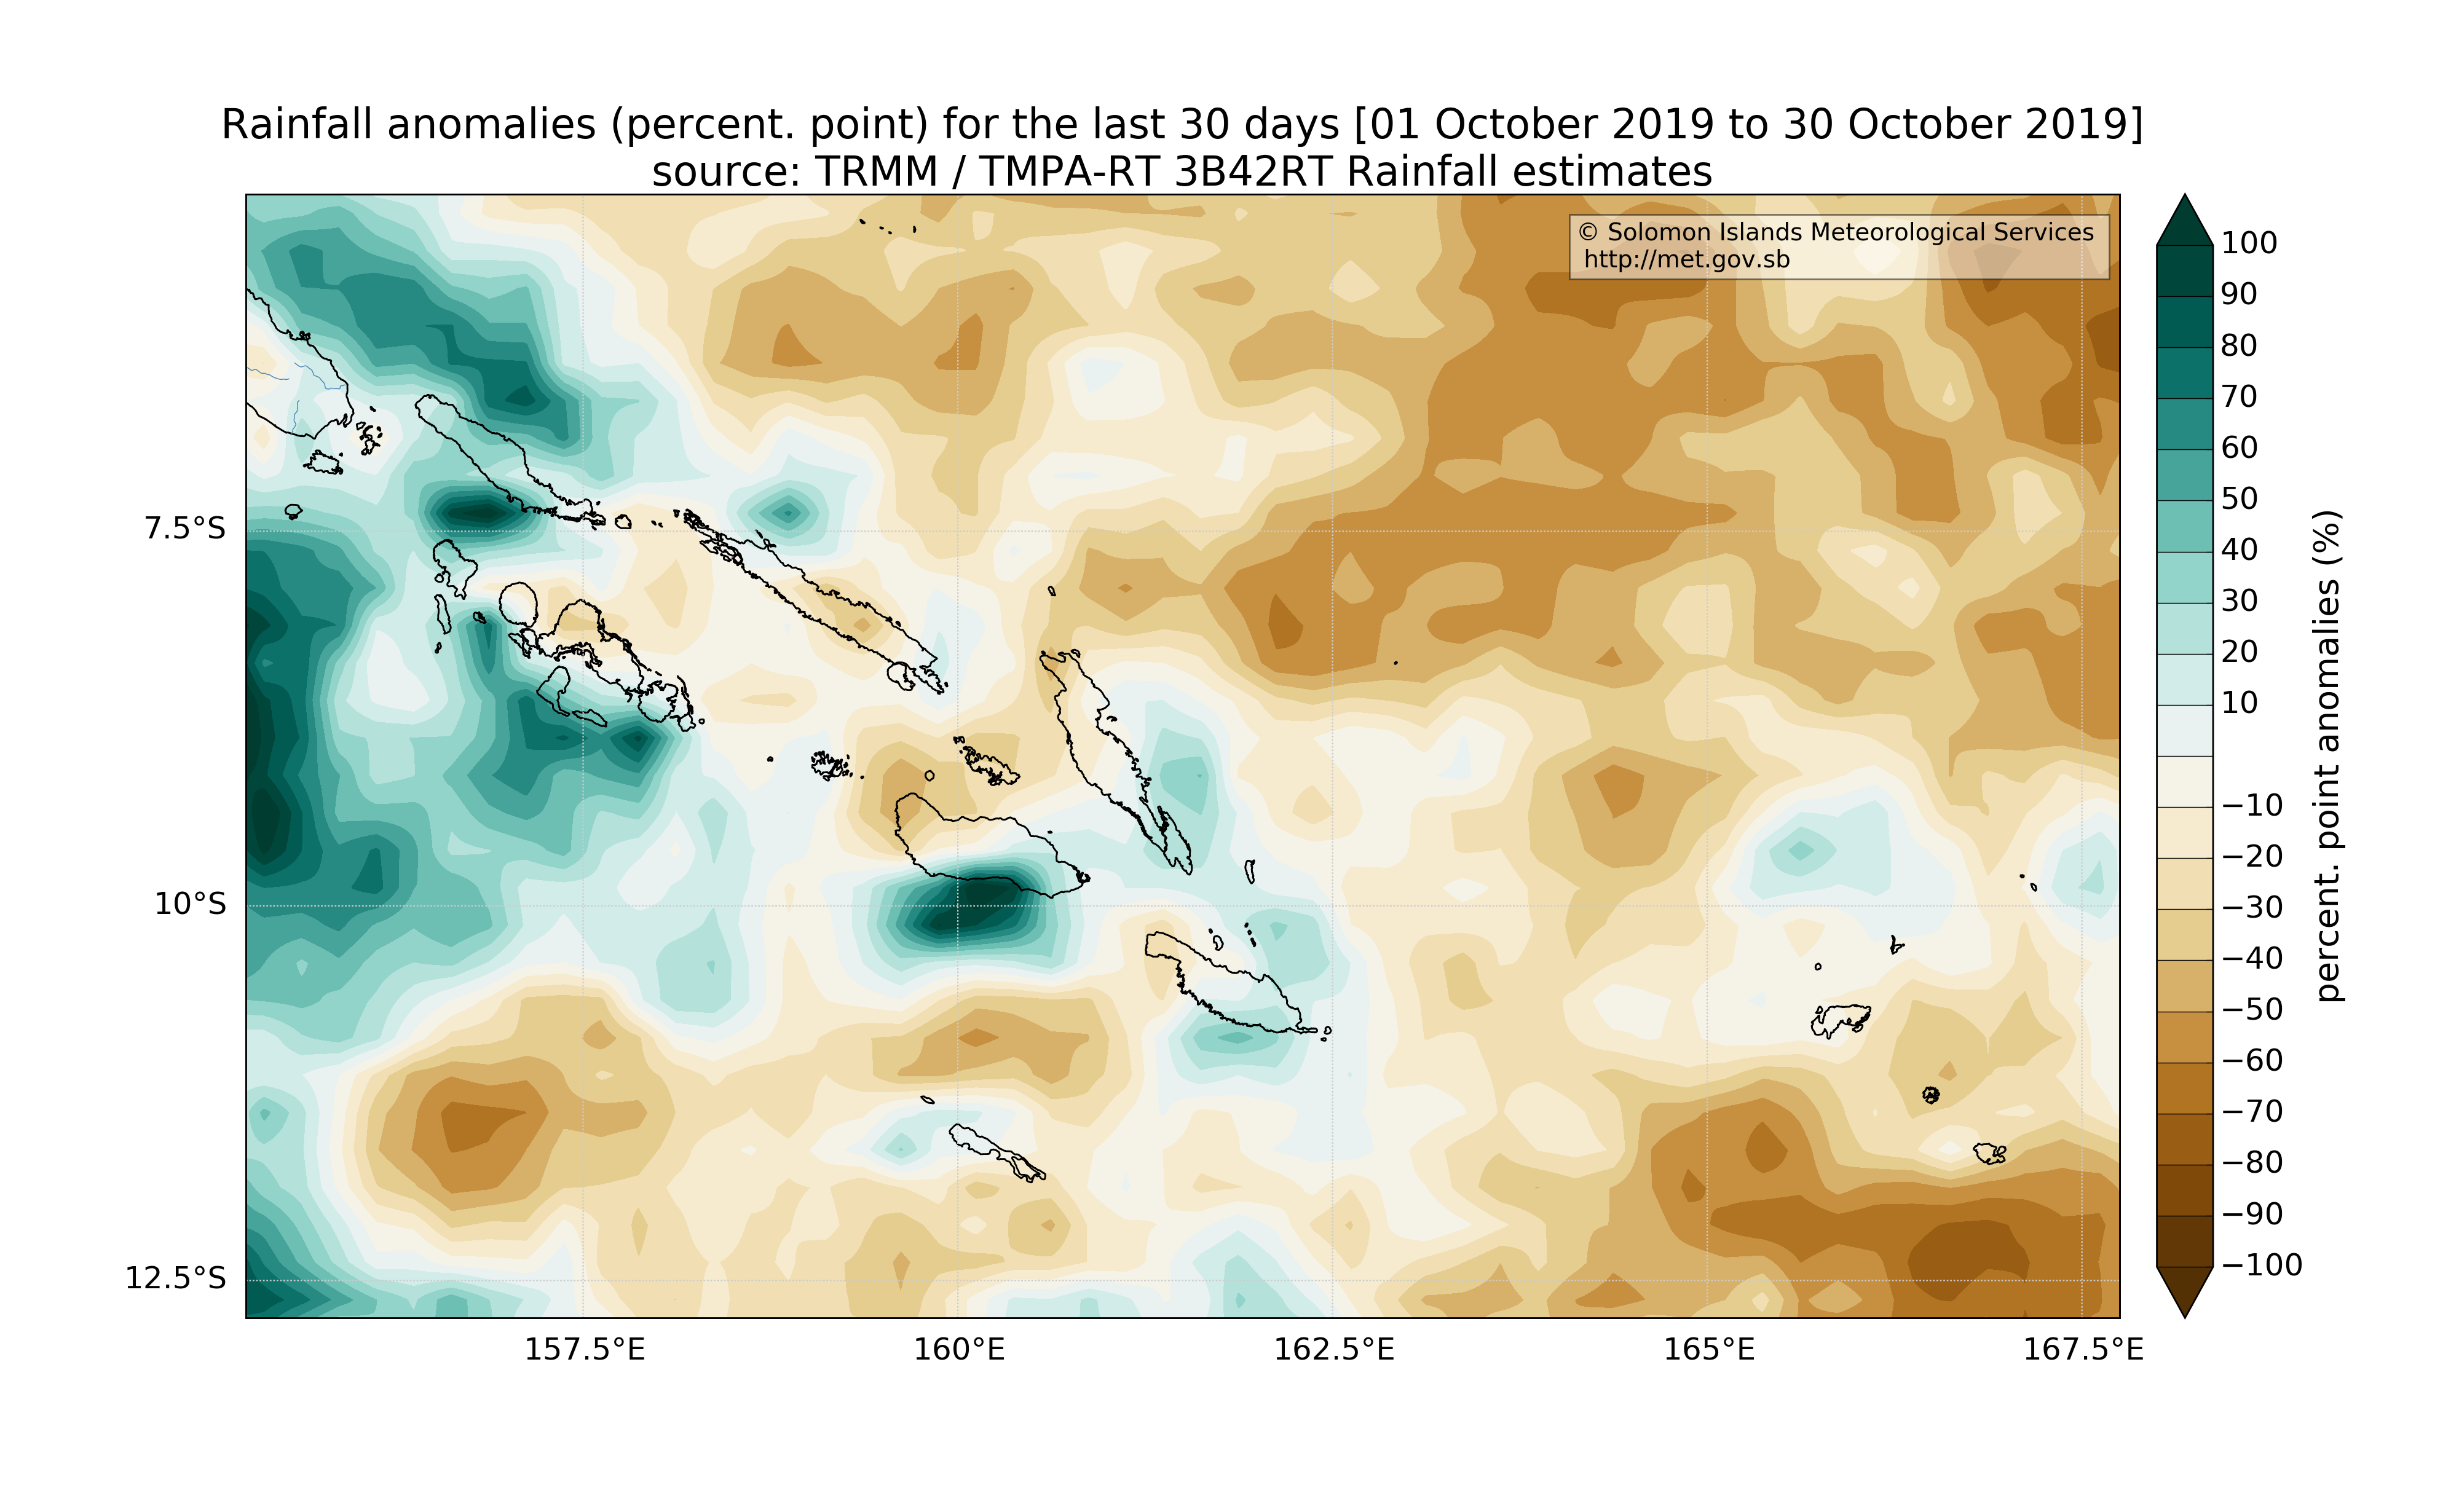 Rainfall anomalies (percent. point) for the last 30 days [01 October 2019 to 30 October 2019]
source: TRMM / TMPA-RT 3B42RT Rainfall estimates
© Solomon Islands Meteorological Services
http://met.gov.sb
7.5°S
10°S
12.5°S
157.5°E
160°E
162.5°E
165°E
167.5°E
100
90
80
70
60
50
40
30
20
10
−10
−20
−30
−40
−50
−60
−70
−80
−90
−100
percent. point anomalies (%)